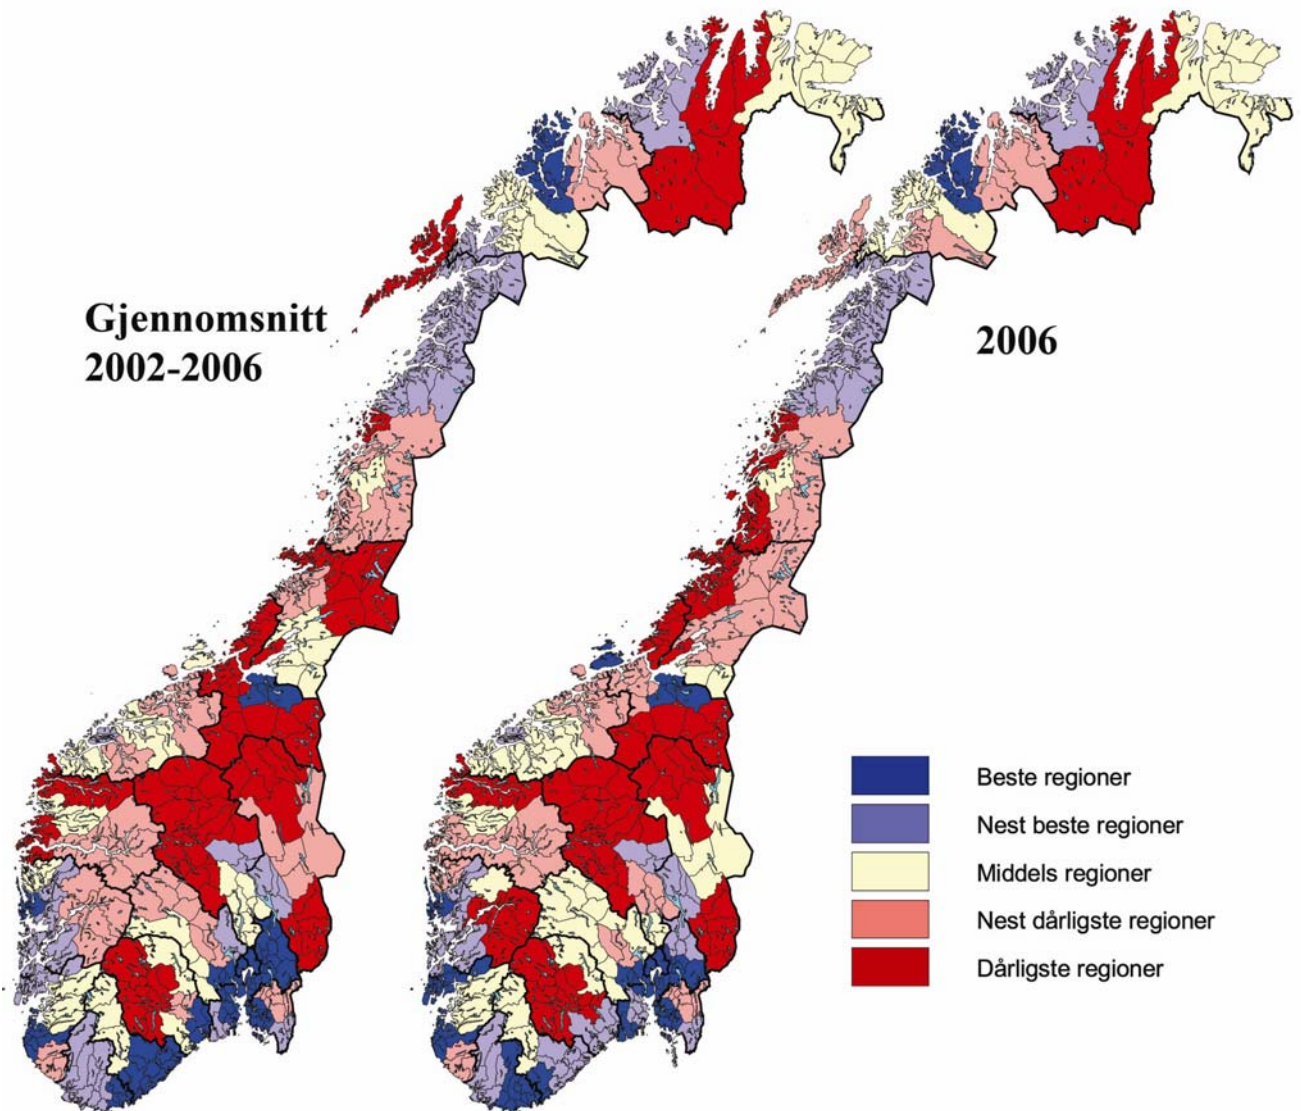 Gjennomsnitt
2002-2006
2006
Beste regioner
Nest beste regioner
Middels regioner
Nest dårligste regioner
Dårligste regioner